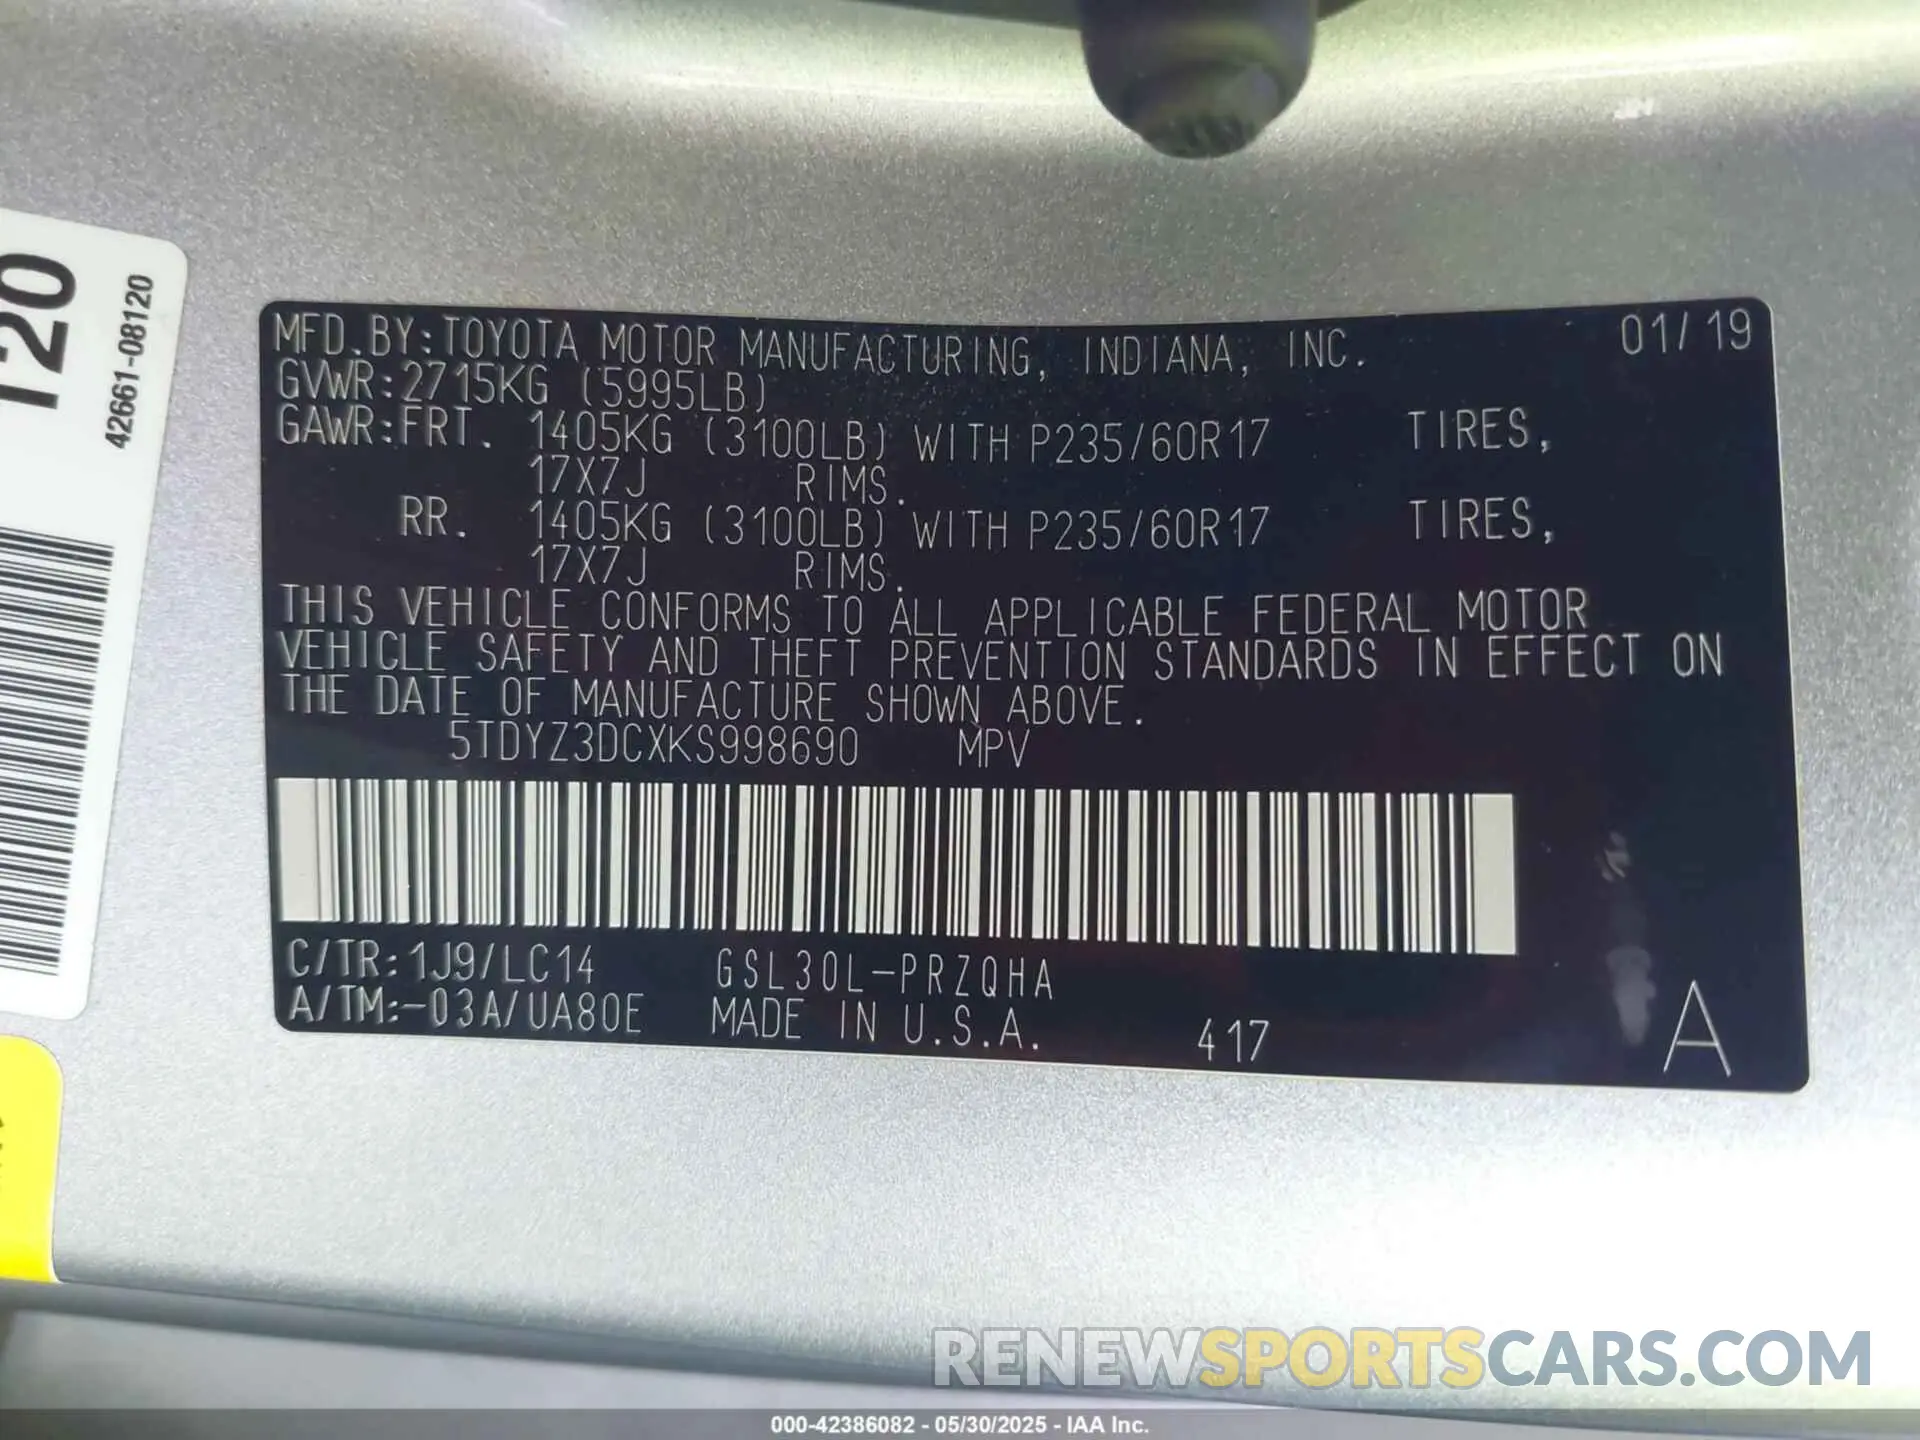 MFD.BY:TOYOTA MOTOR MANUFACTURING, INDIANA, INC. 01/19
GVWR:2715KG (5995LB)
GAWR:FRT. 1405KG (3100LB) WITH P235/60R17 TIRES,
17X7J RIMS.
RR. 1405KG (3100LB) WITH P235/60R17 TIRES,
17X7J RIMS.
THIS VEHICLE CONFORMS TO ALL APPLICABLE FEDERAL MOTOR
VEHICLE SAFETY AND THEFT PREVENTION STANDARDS IN EFFECT ON
THE DATE OF MANUFACTURE SHOWN ABOVE.
5TDYZ3DCXKS998690 MPV
C/TR:1J9/LC14 GSL30L-PRZQHA
A/TM:-03A/UA80E MADE IN U.S.A. 417 A
T20
42661-08120
RENEWSPORTSCARS.COM
000-42386082 - 05/30/2025 - IAA Inc.